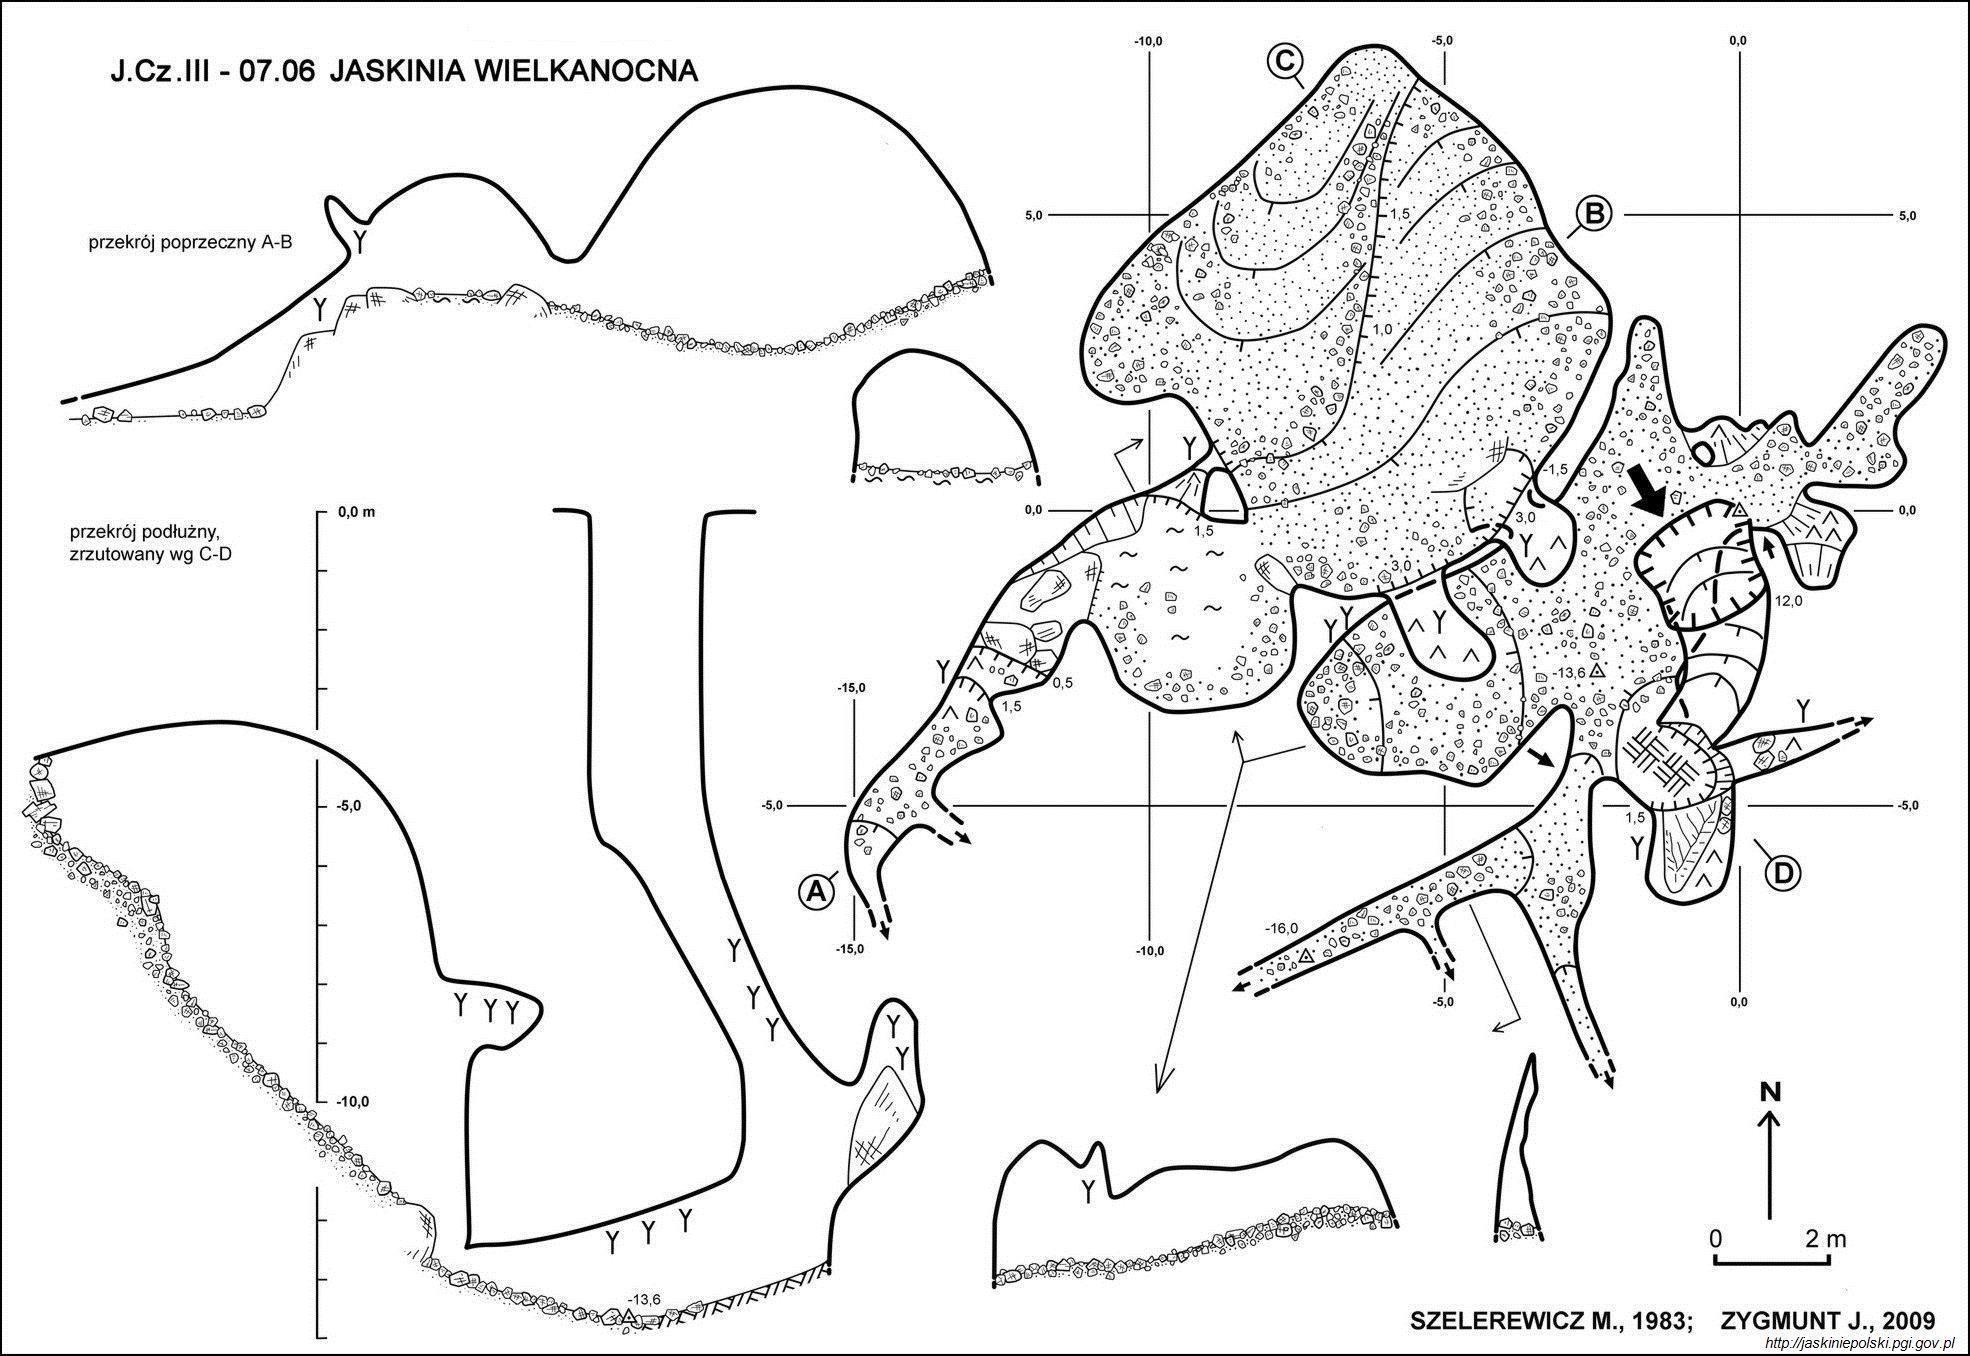 J.Cz.III - 07.06 JASKINIA WIELKANOCNA
przekrój poprzeczny A-B
przekrój podłużny,
zrzutowany wg C-D
0,0 m
-5,0
-10,0
-13,6
C
B
A
D
-10,0
-5,0
0,0
5,0
5,0
0,0
0,0
-15,0
-5,0
-5,0
-15,0
-10,0
-5,0
0,0
1,5
1,0
-1,5
3,0
3,0
1,5
0,5
1,5
12,0
-13,6
1,5
-16,0
N
0 2 m
SZELEREWICZ M., 1983; ZYGMUNT J., 2009
http://jaskiniepolski.pgi.gov.pl